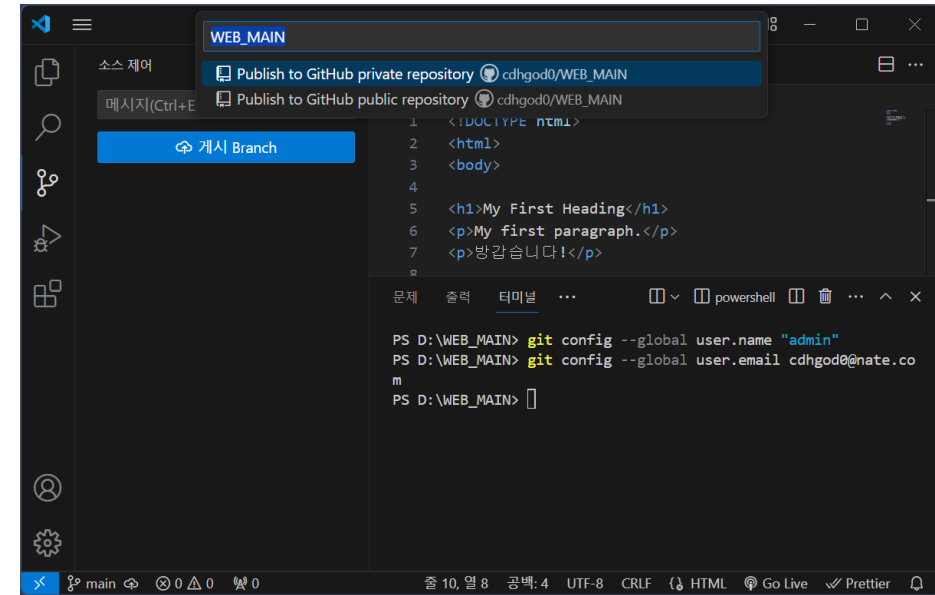 WEB_MAIN
Publish to GitHub private repository cdhgod0/WEB_MAIN
Publish to GitHub public repository cdhgod0/WEB_MAIN
소스 제어
메시지(Ctrl+E
게시 Branch
1 <!DOCTYPE html>
2 <html>
3 <body>
4
5 <h1>My First Heading</h1>
6 <p>My first paragraph.</p>
7 <p>방갑습니다!</p>
8
문제 출력 터미널 ··· powershell ···
PS D:\WEB_MAIN> git config --global user.name "admin"
PS D:\WEB_MAIN> git config --global user.email cdhgod0@nate.co
m
PS D:\WEB_MAIN>
main 0 0 0 줄 10, 열 8 공백: 4 UTF-8 CRLF HTML Go Live Prettier